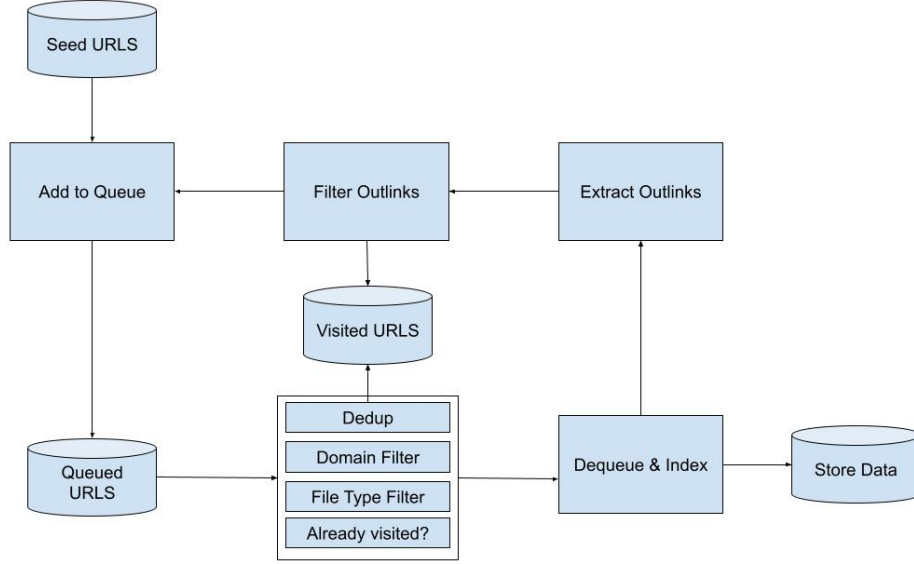 Seed URLS
Add to Queue
Filter Outlinks
Extract Outlinks
Visited URLS
Queued
URLS
Dedup
Domain Filter
File Type Filter
Already visited?
Dequeue & Index
Store Data